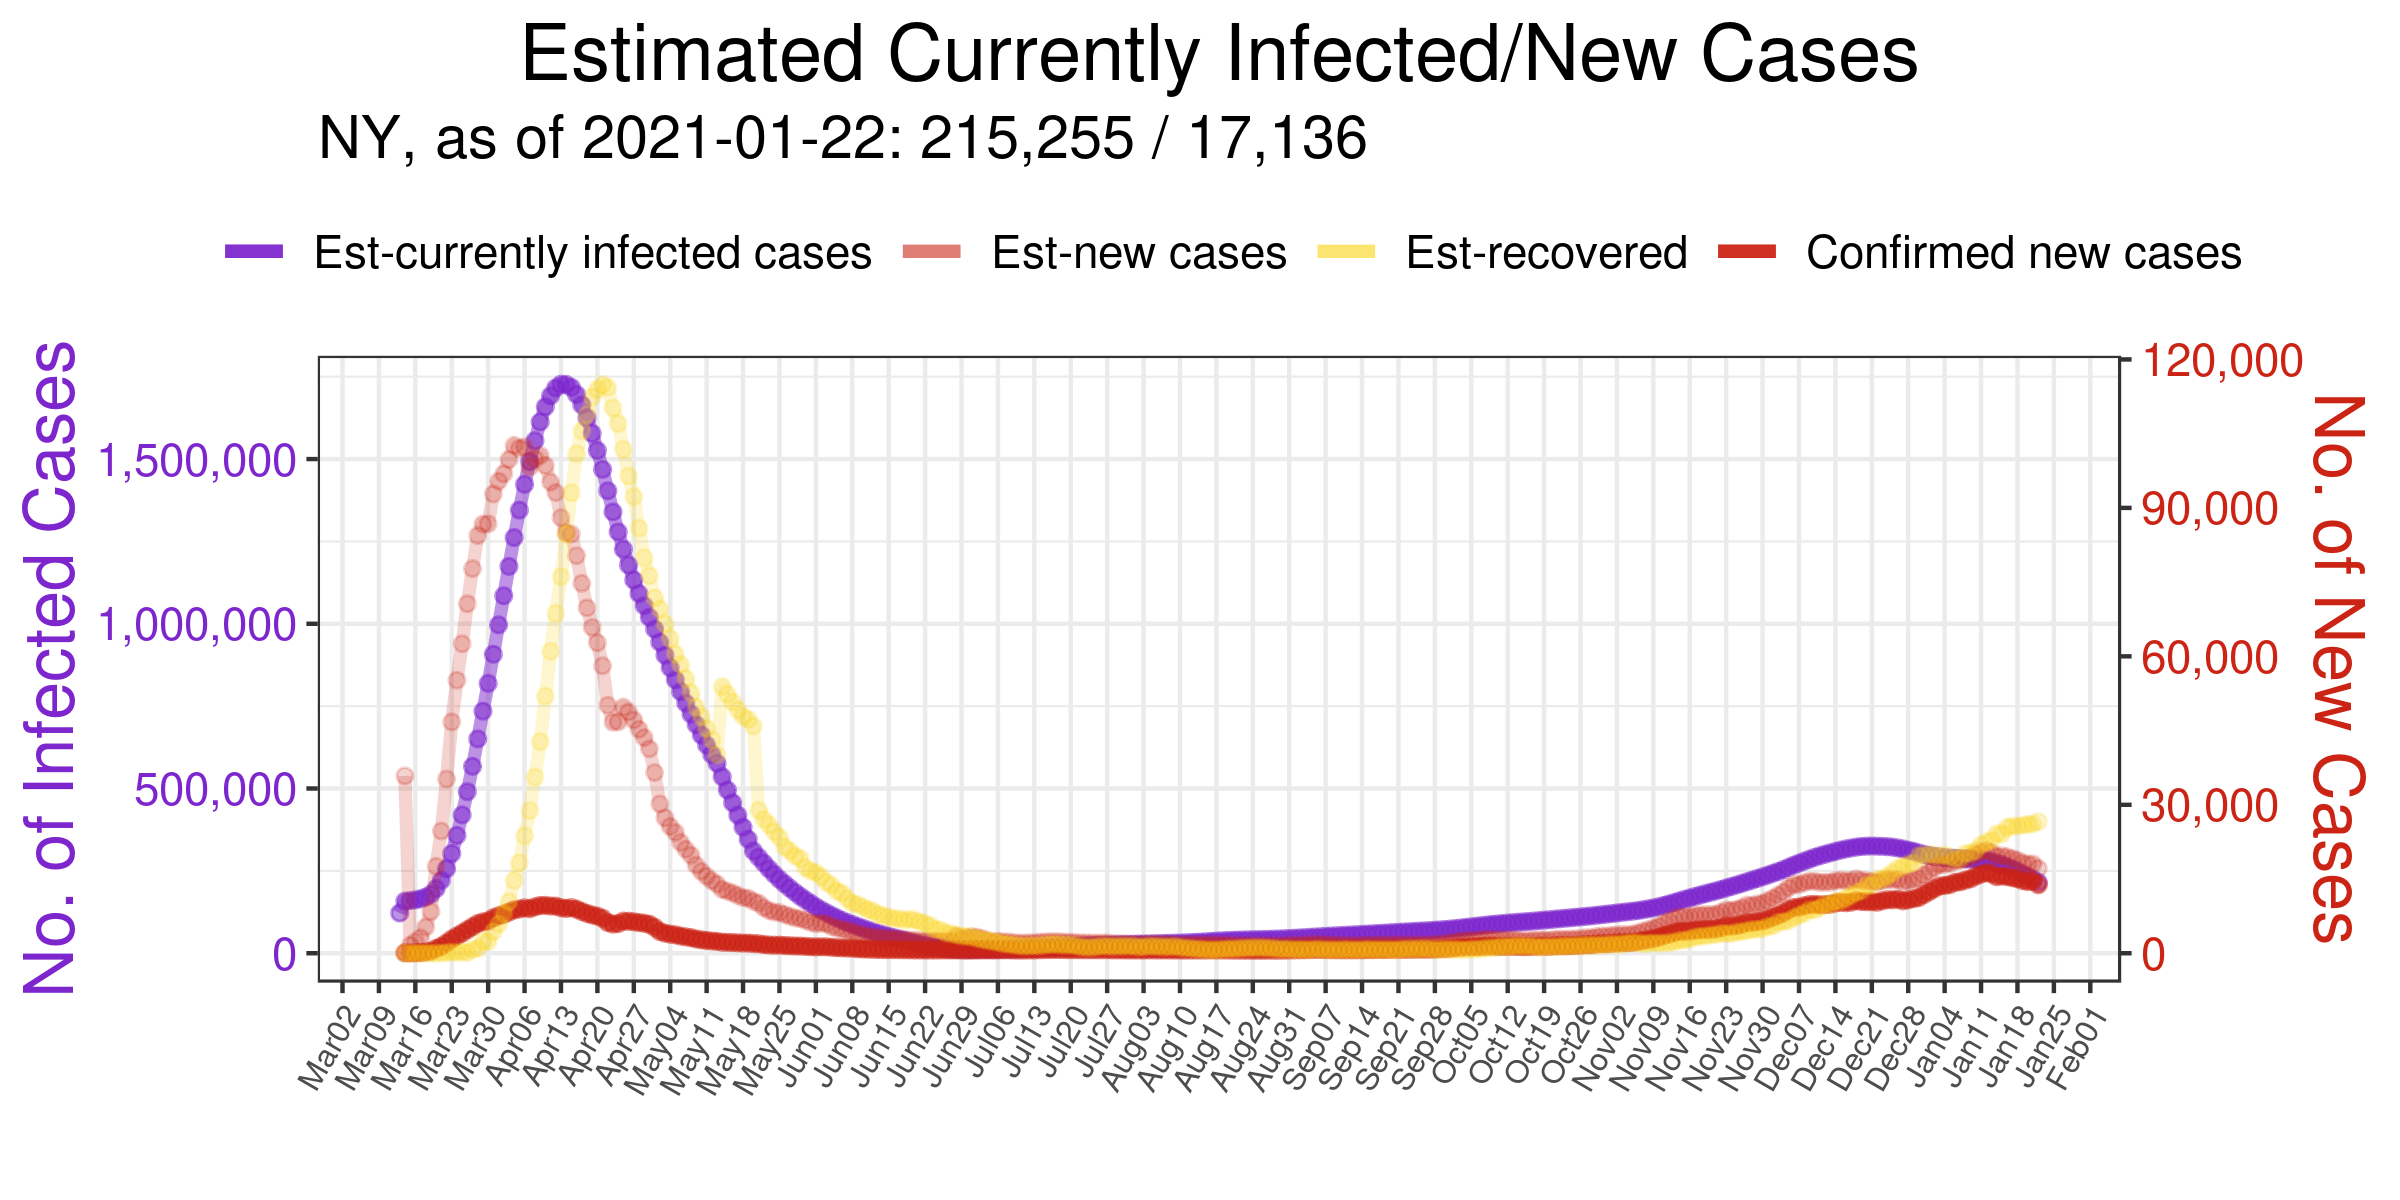 Estimated Currently Infected/New Cases
NY, as of 2021-01-22: 215,255 / 17,136
Est-currently infected cases Est-new cases Est-recovered Confirmed new cases
No. of Infected Cases
1,500,000
1,000,000
500,000
0
120,000
90,000
60,000
30,000
0
No. of New Cases
Mar02 Mar09 Mar16 Mar23 Mar30 Apr06 Apr13 Apr20 Apr27 May04 May11 May18 May25 Jun01 Jun08 Jun15 Jun22 Jun29 Jul06 Jul13 Jul20 Jul27 Aug03 Aug10 Aug17 Aug24 Aug31 Sep07 Sep14 Sep21 Sep28 Oct05 Oct12 Oct19 Oct26 Nov02 Nov09 Nov16 Nov23 Nov30 Dec07 Dec14 Dec21 Dec28 Jan04 Jan11 Jan18 Jan25 Feb01